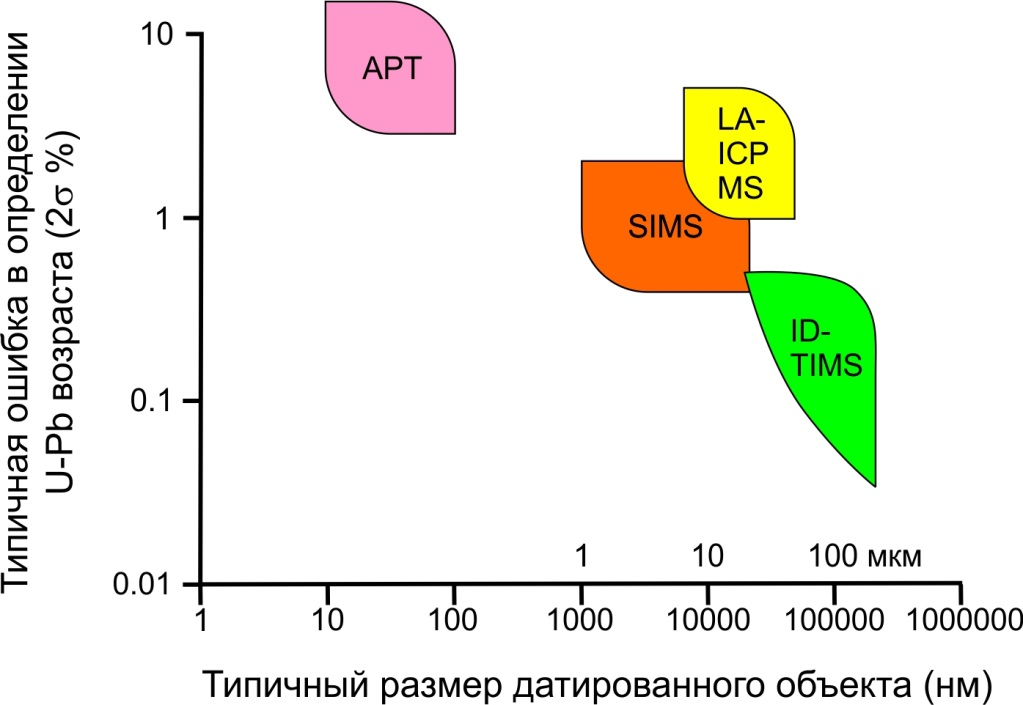 Типичная ошибка в определении
U-Pb возраста (2σ %)
10
1
0.1
0.01
APT
LA-
ICP
MS
SIMS
ID-
TIMS
1 10 100 мкм
1 10 100 1000 10000 100000 1000000
Типичный размер датированного объекта (нм)